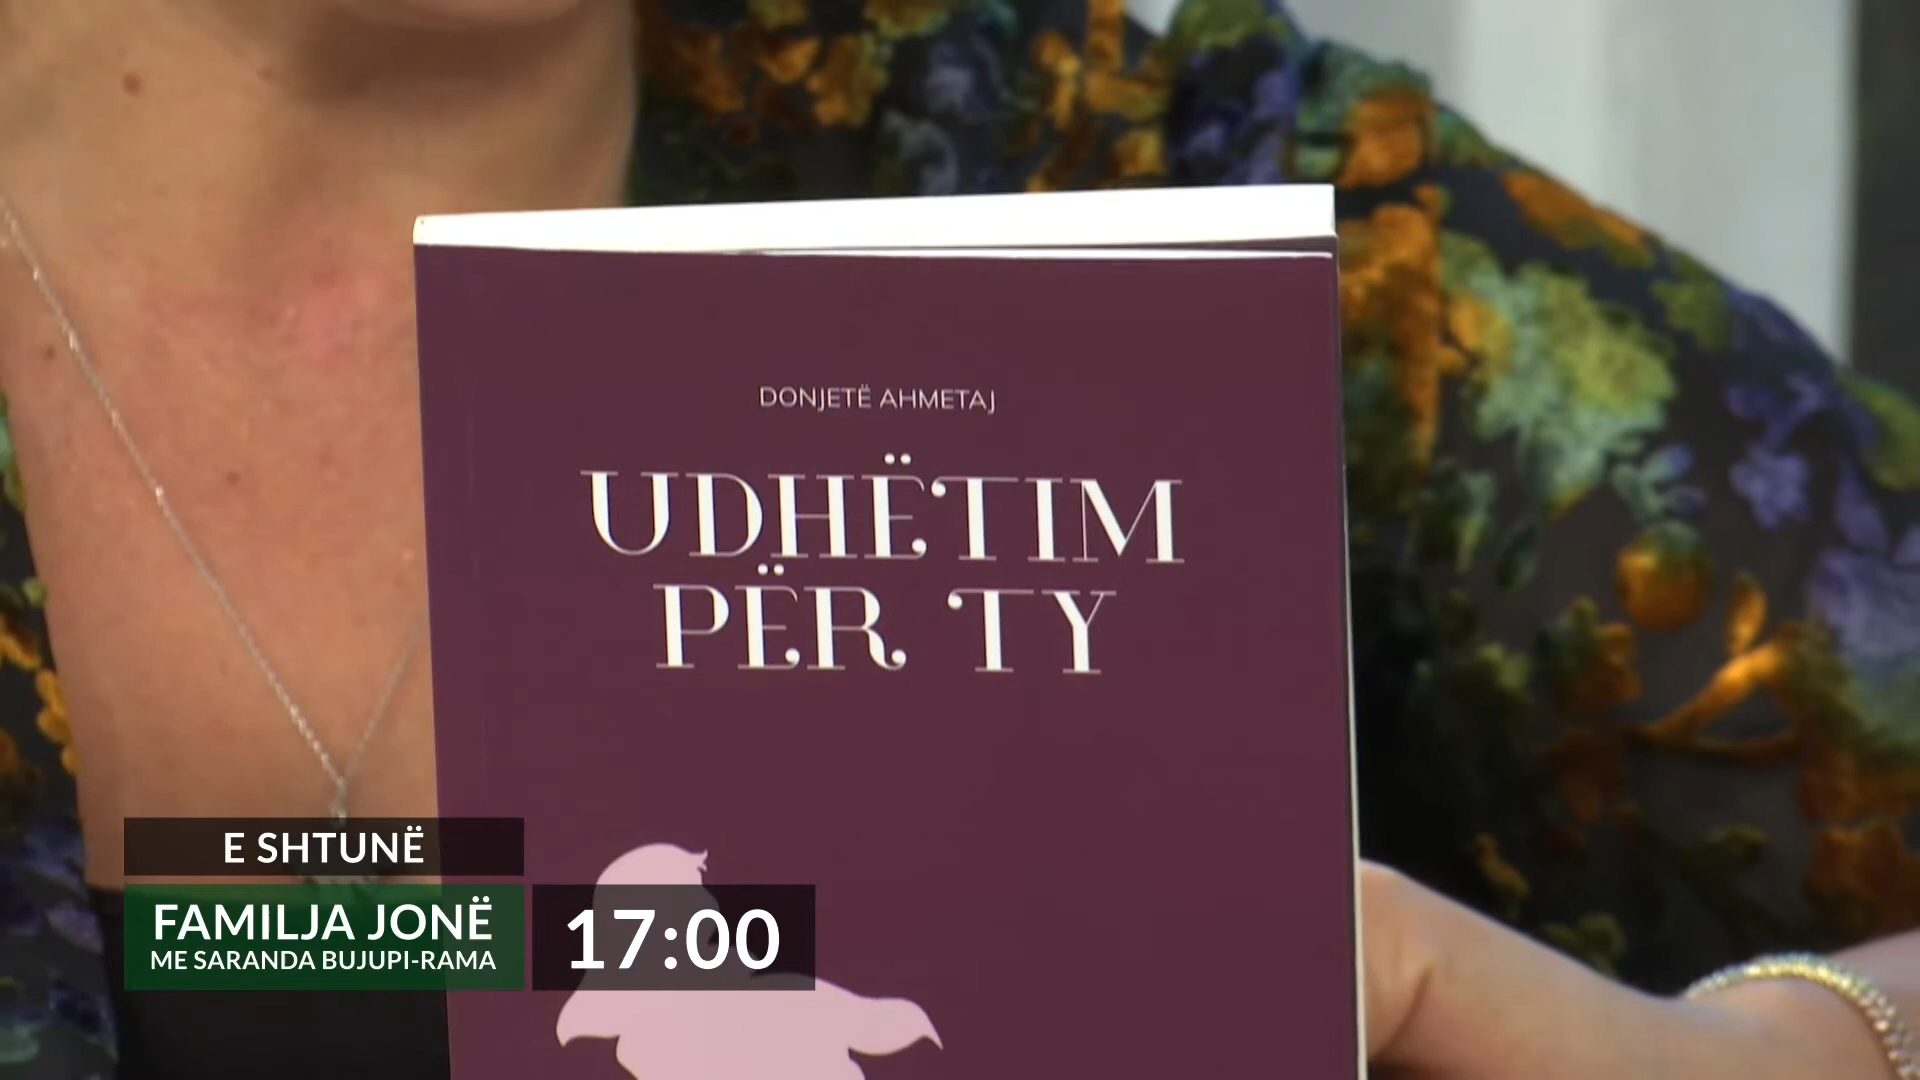 DONJETË AHMETAJ
UDHËTIM
PËR TY
E SHTUNË
FAMILJA JONË
ME SARANDA BUJUPI-RAMA
17:00